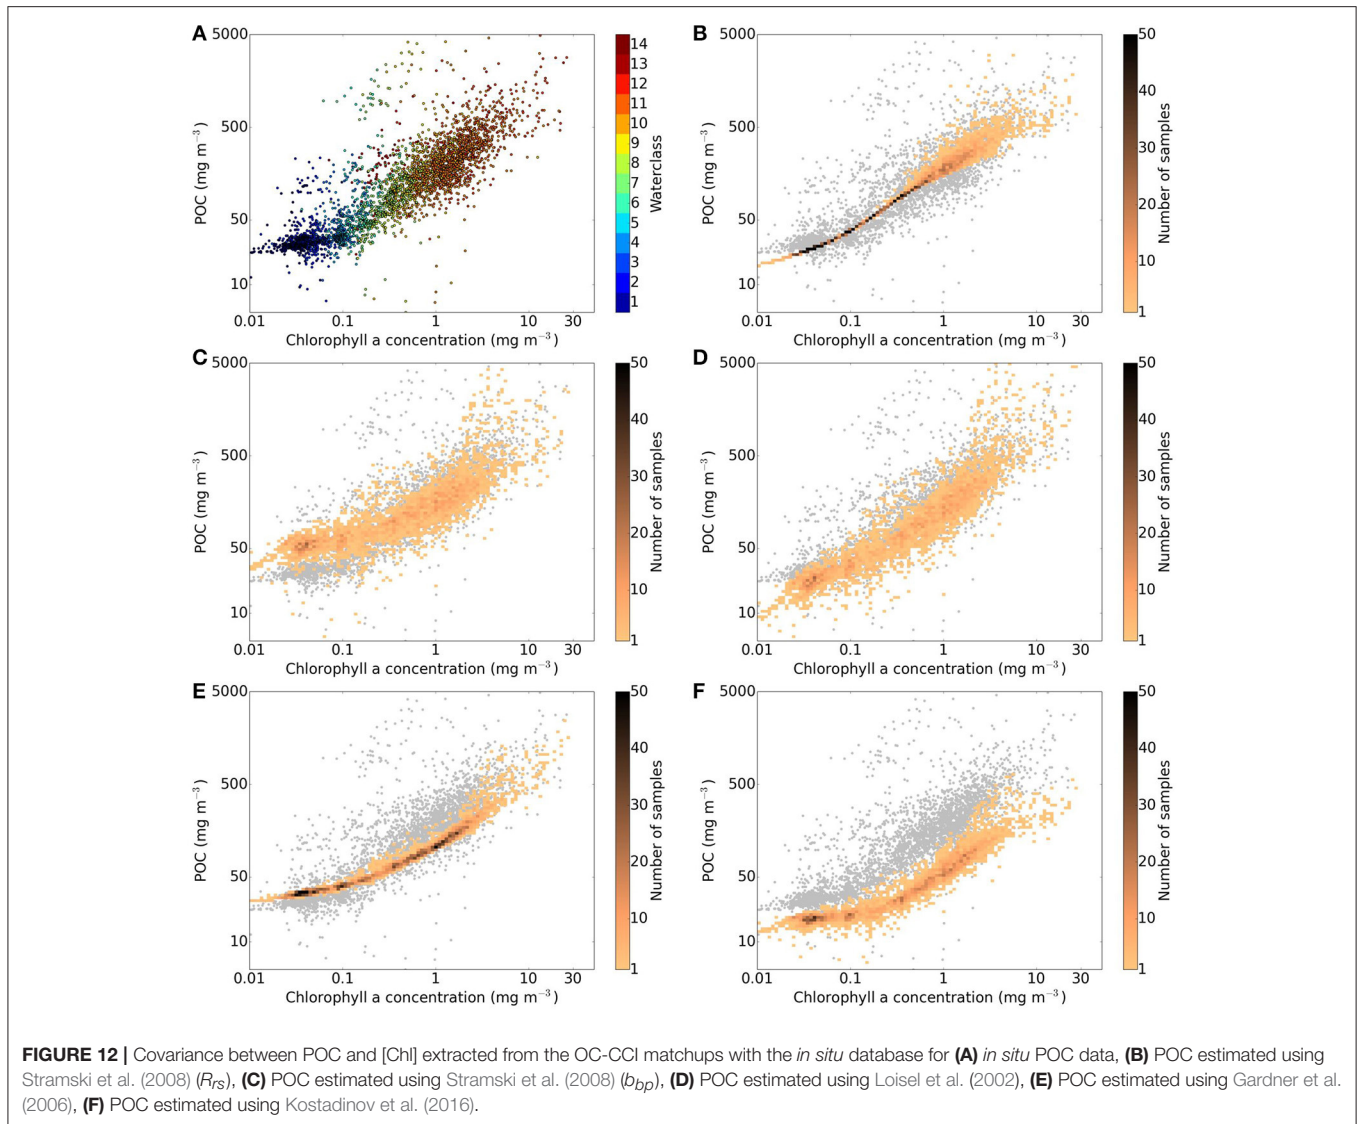 A
5000
500
50
10
POC (mg m⁻³)
0.01 0.1 1 10 30
Chlorophyll a concentration (mg m⁻³)
14
13
12
11
10
9
8
7
6
5
4
3
2
1
Waterclass
B
5000
500
50
10
POC (mg m⁻³)
0.01 0.1 1 10 30
Chlorophyll a concentration (mg m⁻³)
50
40
30
20
10
1
Number of samples
C
5000
500
50
10
POC (mg m⁻³)
0.01 0.1 1 10 30
Chlorophyll a concentration (mg m⁻³)
50
40
30
20
10
1
Number of samples
D
5000
500
50
10
POC (mg m⁻³)
0.01 0.1 1 10 30
Chlorophyll a concentration (mg m⁻³)
50
40
30
20
10
1
Number of samples
E
5000
500
50
10
POC (mg m⁻³)
0.01 0.1 1 10 30
Chlorophyll a concentration (mg m⁻³)
50
40
30
20
10
1
Number of samples
F
5000
500
50
10
POC (mg m⁻³)
0.01 0.1 1 10 30
Chlorophyll a concentration (mg m⁻³)
50
40
30
20
10
1
Number of samples
FIGURE 12 | Covariance between POC and [Chl] extracted from the OC-CCI matchups with the in situ database for (A) in situ POC data, (B) POC estimated using
Stramski et al. (2008) (Rrs), (C) POC estimated using Stramski et al. (2008) (bbp), (D) POC estimated using Loisel et al. (2002), (E) POC estimated using Gardner et al.
(2006), (F) POC estimated using Kostadinov et al. (2016).